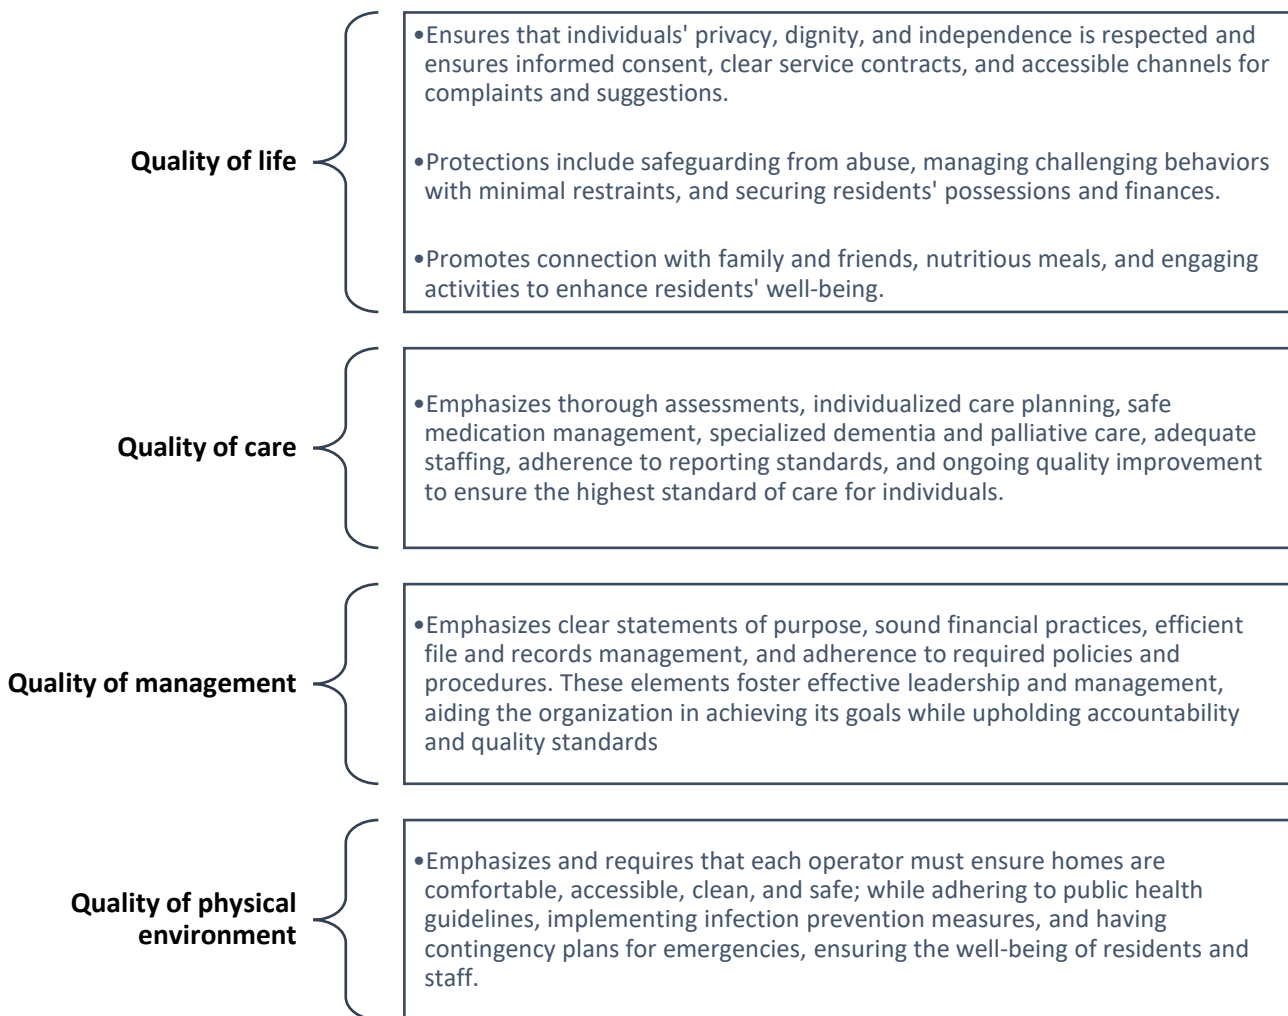 Quality of life
•Ensures that individuals' privacy, dignity, and independence is respected and
ensures informed consent, clear service contracts, and accessible channels for
complaints and suggestions.
•Protections include safeguarding from abuse, managing challenging behaviors
with minimal restraints, and securing residents' possessions and finances.
•Promotes connection with family and friends, nutritious meals, and engaging
activities to enhance residents' well-being.
Quality of care
•Emphasizes thorough assessments, individualized care planning, safe
medication management, specialized dementia and palliative care, adequate
staffing, adherence to reporting standards, and ongoing quality improvement
to ensure the highest standard of care for individuals.
Quality of management
•Emphasizes clear statements of purpose, sound financial practices, efficient
file and records management, and adherence to required policies and
procedures. These elements foster effective leadership and management,
aiding the organization in achieving its goals while upholding accountability
and quality standards
Quality of physical
environment
•Emphasizes and requires that each operator must ensure homes are
comfortable, accessible, clean, and safe; while adhering to public health
guidelines, implementing infection prevention measures, and having
contingency plans for emergencies, ensuring the well-being of residents and
staff.